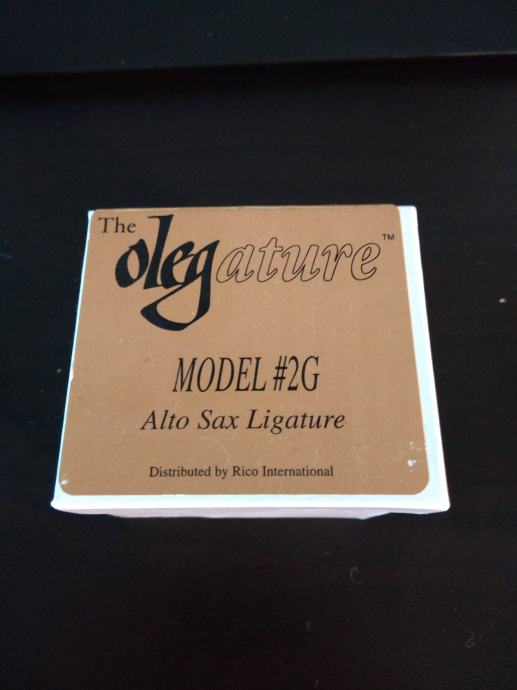 The olegature™
MODEL #2G
Alto Sax Ligature
Distributed by Rico International